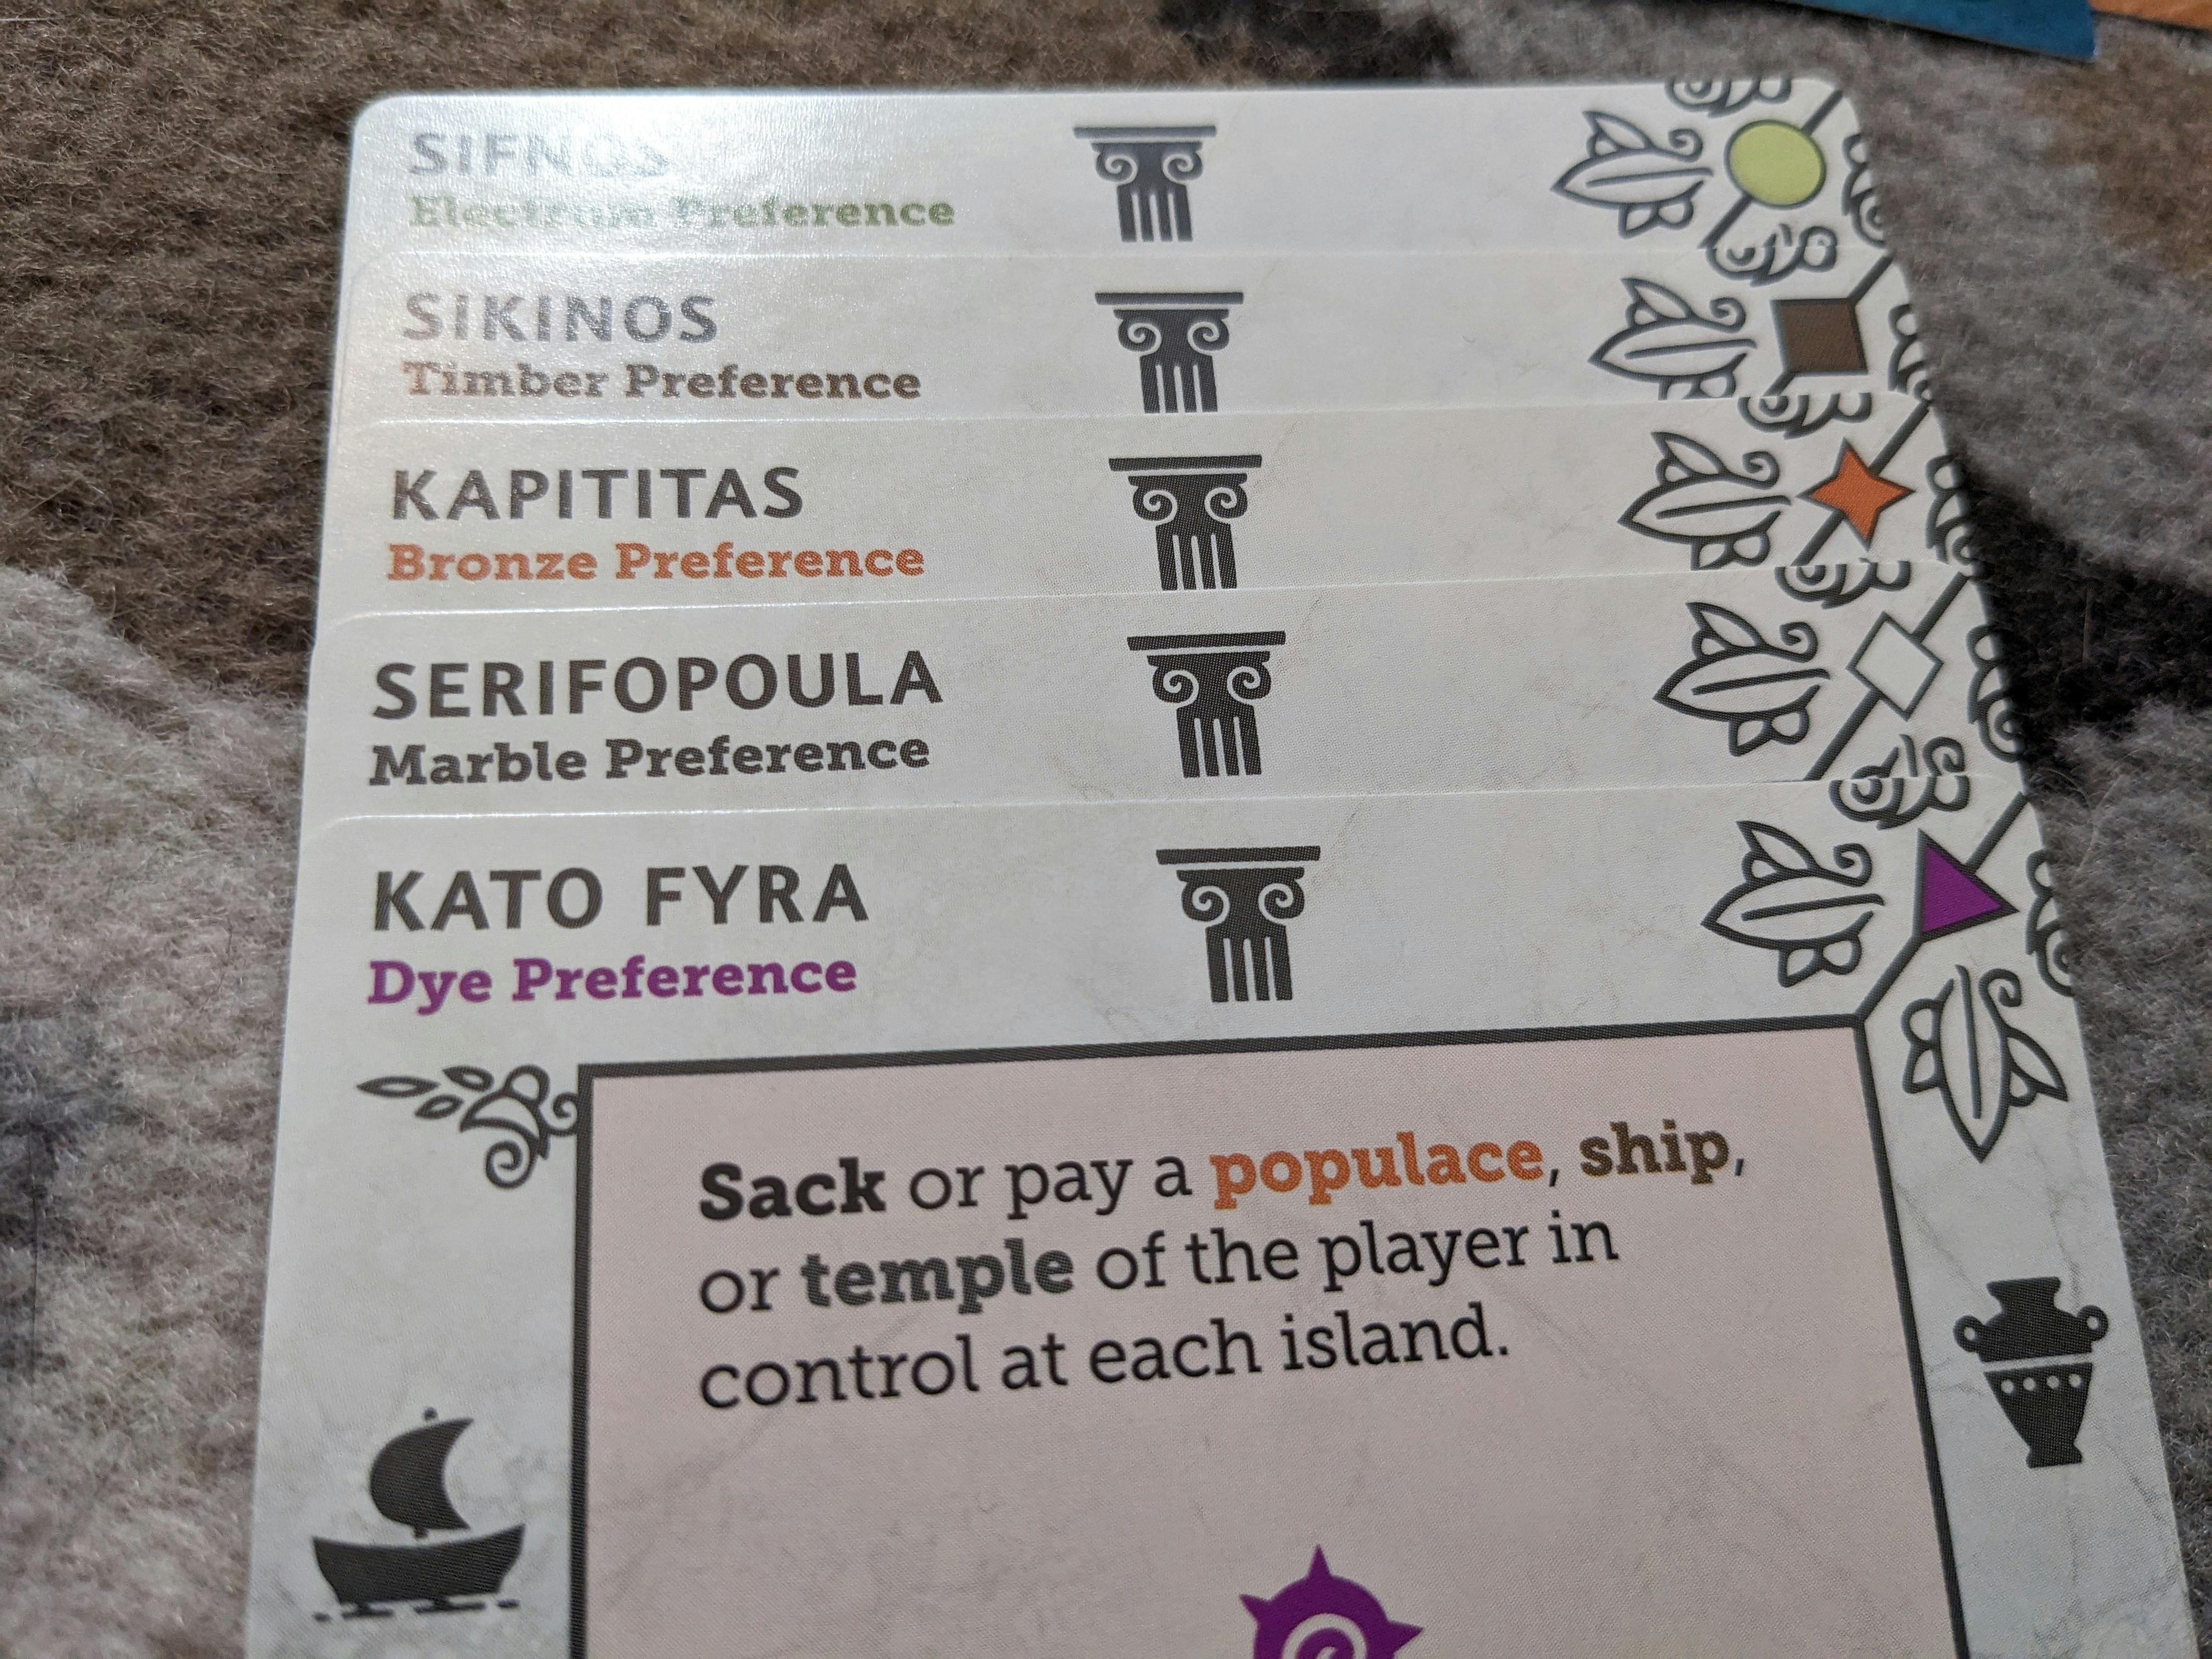 SIFNOS
Electrum Preference
SIKINOS
Timber Preference
KAPITITAS
Bronze Preference
SERIFOPOULA
Marble Preference
KATO FYRA
Dye Preference
Sack or pay a populace, ship,
or temple of the player in
control at each island.